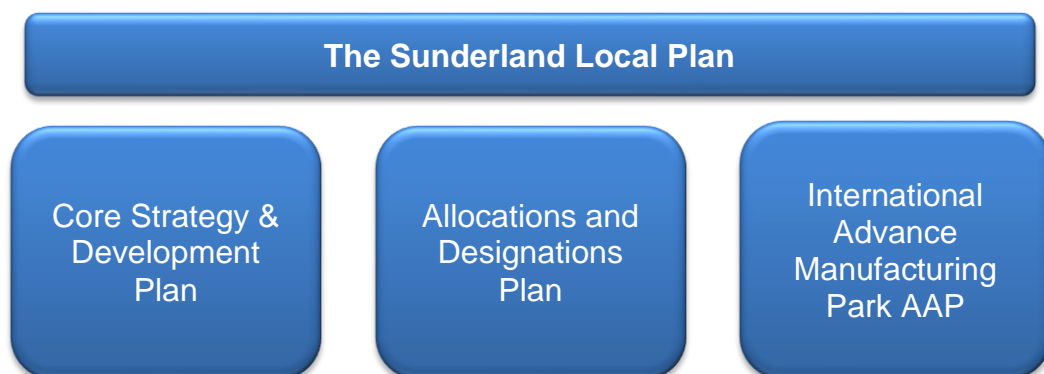 The Sunderland Local Plan
Core Strategy &
Development
Plan
Allocations and
Designations
Plan
International
Advance
Manufacturing
Park AAP